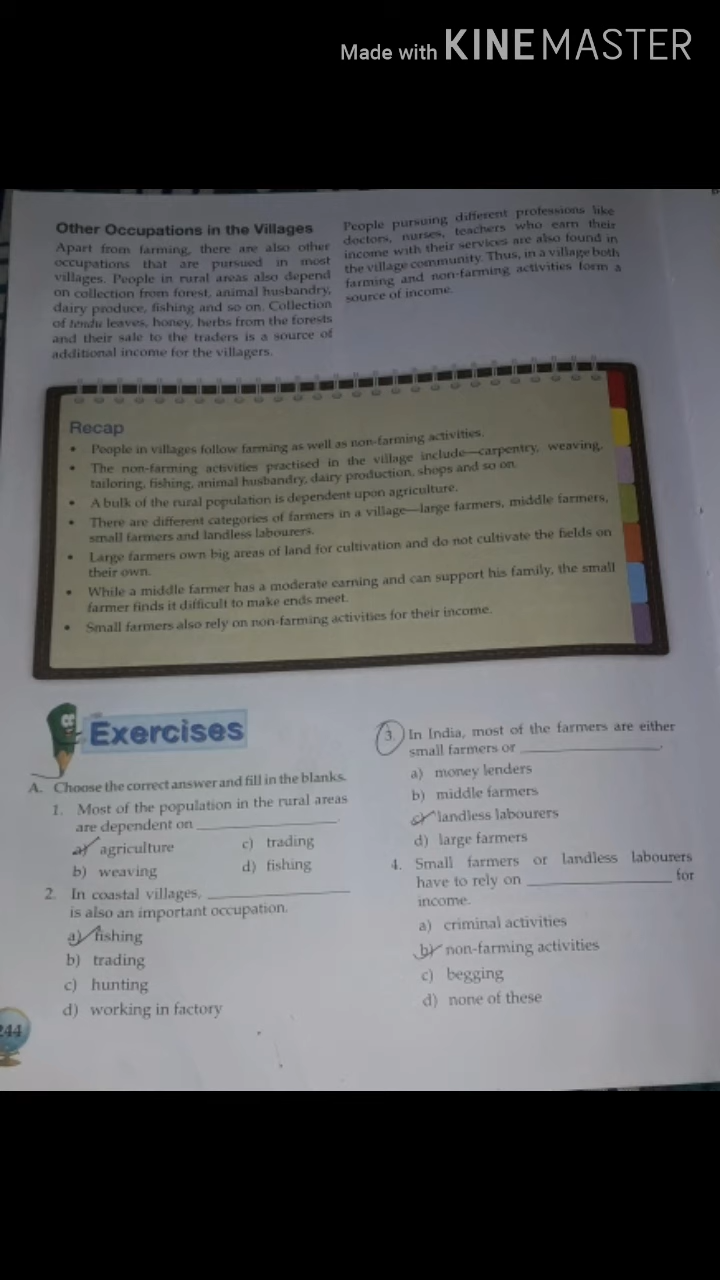 Made with KINEMASTER
Other Occupations in the Villages
Apart from farming, there are also other
occupations that are pursued in most
villages. People in rural areas also depend
on collection from forest, animal husbandry,
dairy produce, fishing and so on. Collection
of tendu leaves, honey, herbs from the forests
and their sale to the traders is a source of
additional income for the villagers.
People pursuing different professions like
doctors, nurses, teachers who earn their
income with their services are also found in
the village community. Thus, in a village both
farming and non-farming activities form a
source of income.
Recap
• People in villages follow farming as well as non-farming activities.
• The non-farming activities practised in the village include—carpentry, weaving,
tailoring, fishing, animal husbandry, dairy production, shops and so on.
• A bulk of the rural population is dependent upon agriculture.
• There are different categories of farmers in a village—large farmers, middle farmers,
small farmers and landless labourers.
• Large farmers own big areas of land for cultivation and do not cultivate the fields on
their own.
• While a middle farmer has a moderate earning and can support his family, the small
farmer finds it difficult to make ends meet.
• Small farmers also rely on non-farming activities for their income.
Exercises
A. Choose the correct answer and fill in the blanks.
1. Most of the population in the rural areas
are dependent on ____________.
a) agriculture c) trading
b) weaving d) fishing
2. In coastal villages, ____________
is also an important occupation.
a) fishing
b) trading
c) hunting
d) working in factory
3. In India, most of the farmers are either
small farmers or ____________.
a) money lenders
b) middle farmers
c) landless labourers
d) large farmers
4. Small farmers or landless labourers
have to rely on ____________ for
income.
a) criminal activities
b) non-farming activities
c) begging
d) none of these
244